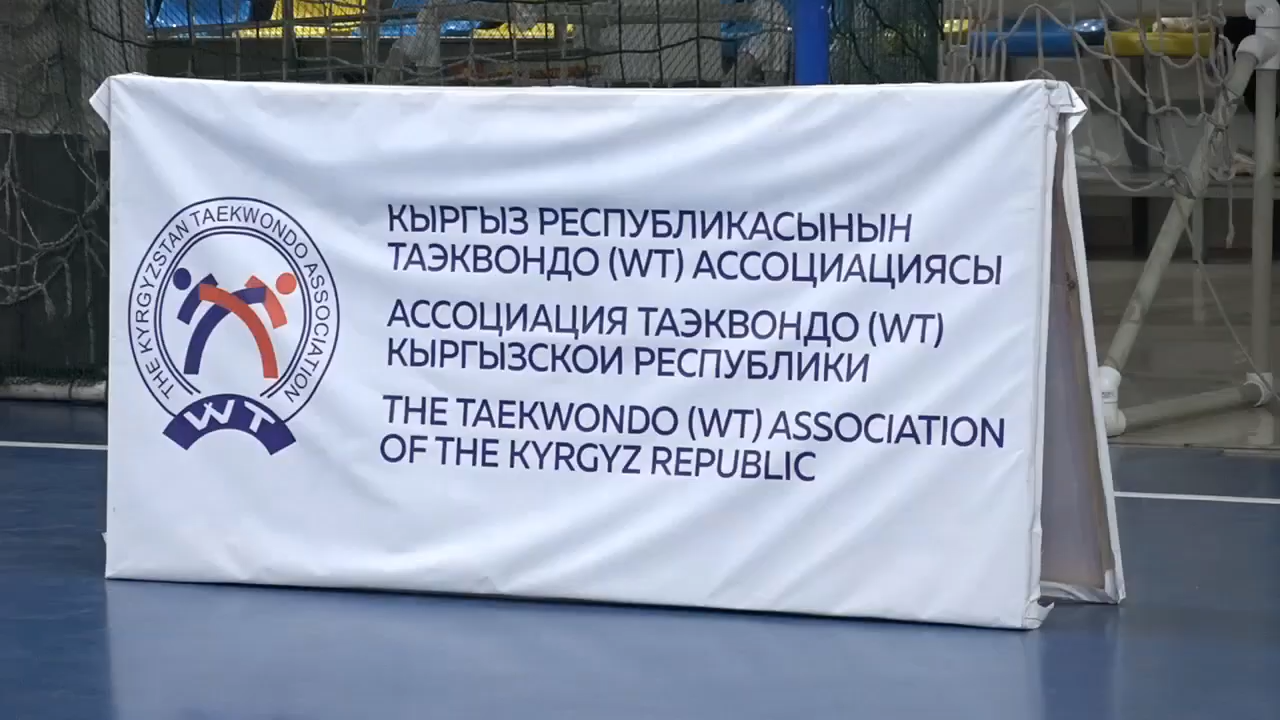 THE KYRGYZSTAN TAEKWONDO ASSOCIATION
WT
КЫРГЫЗ РЕСПУБЛИКАСЫНЫН
ТАЭКВОНДО (WT) АССОЦИАЦИЯСЫ
АССОЦИАЦИЯ ТАЭКВОНДО (WT)
КЫРГЫЗСКОИ РЕСПУБЛИКИ
THE TAEKWONDO (WT) ASSOCIATION
OF THE KYRGYZ REPUBLIC